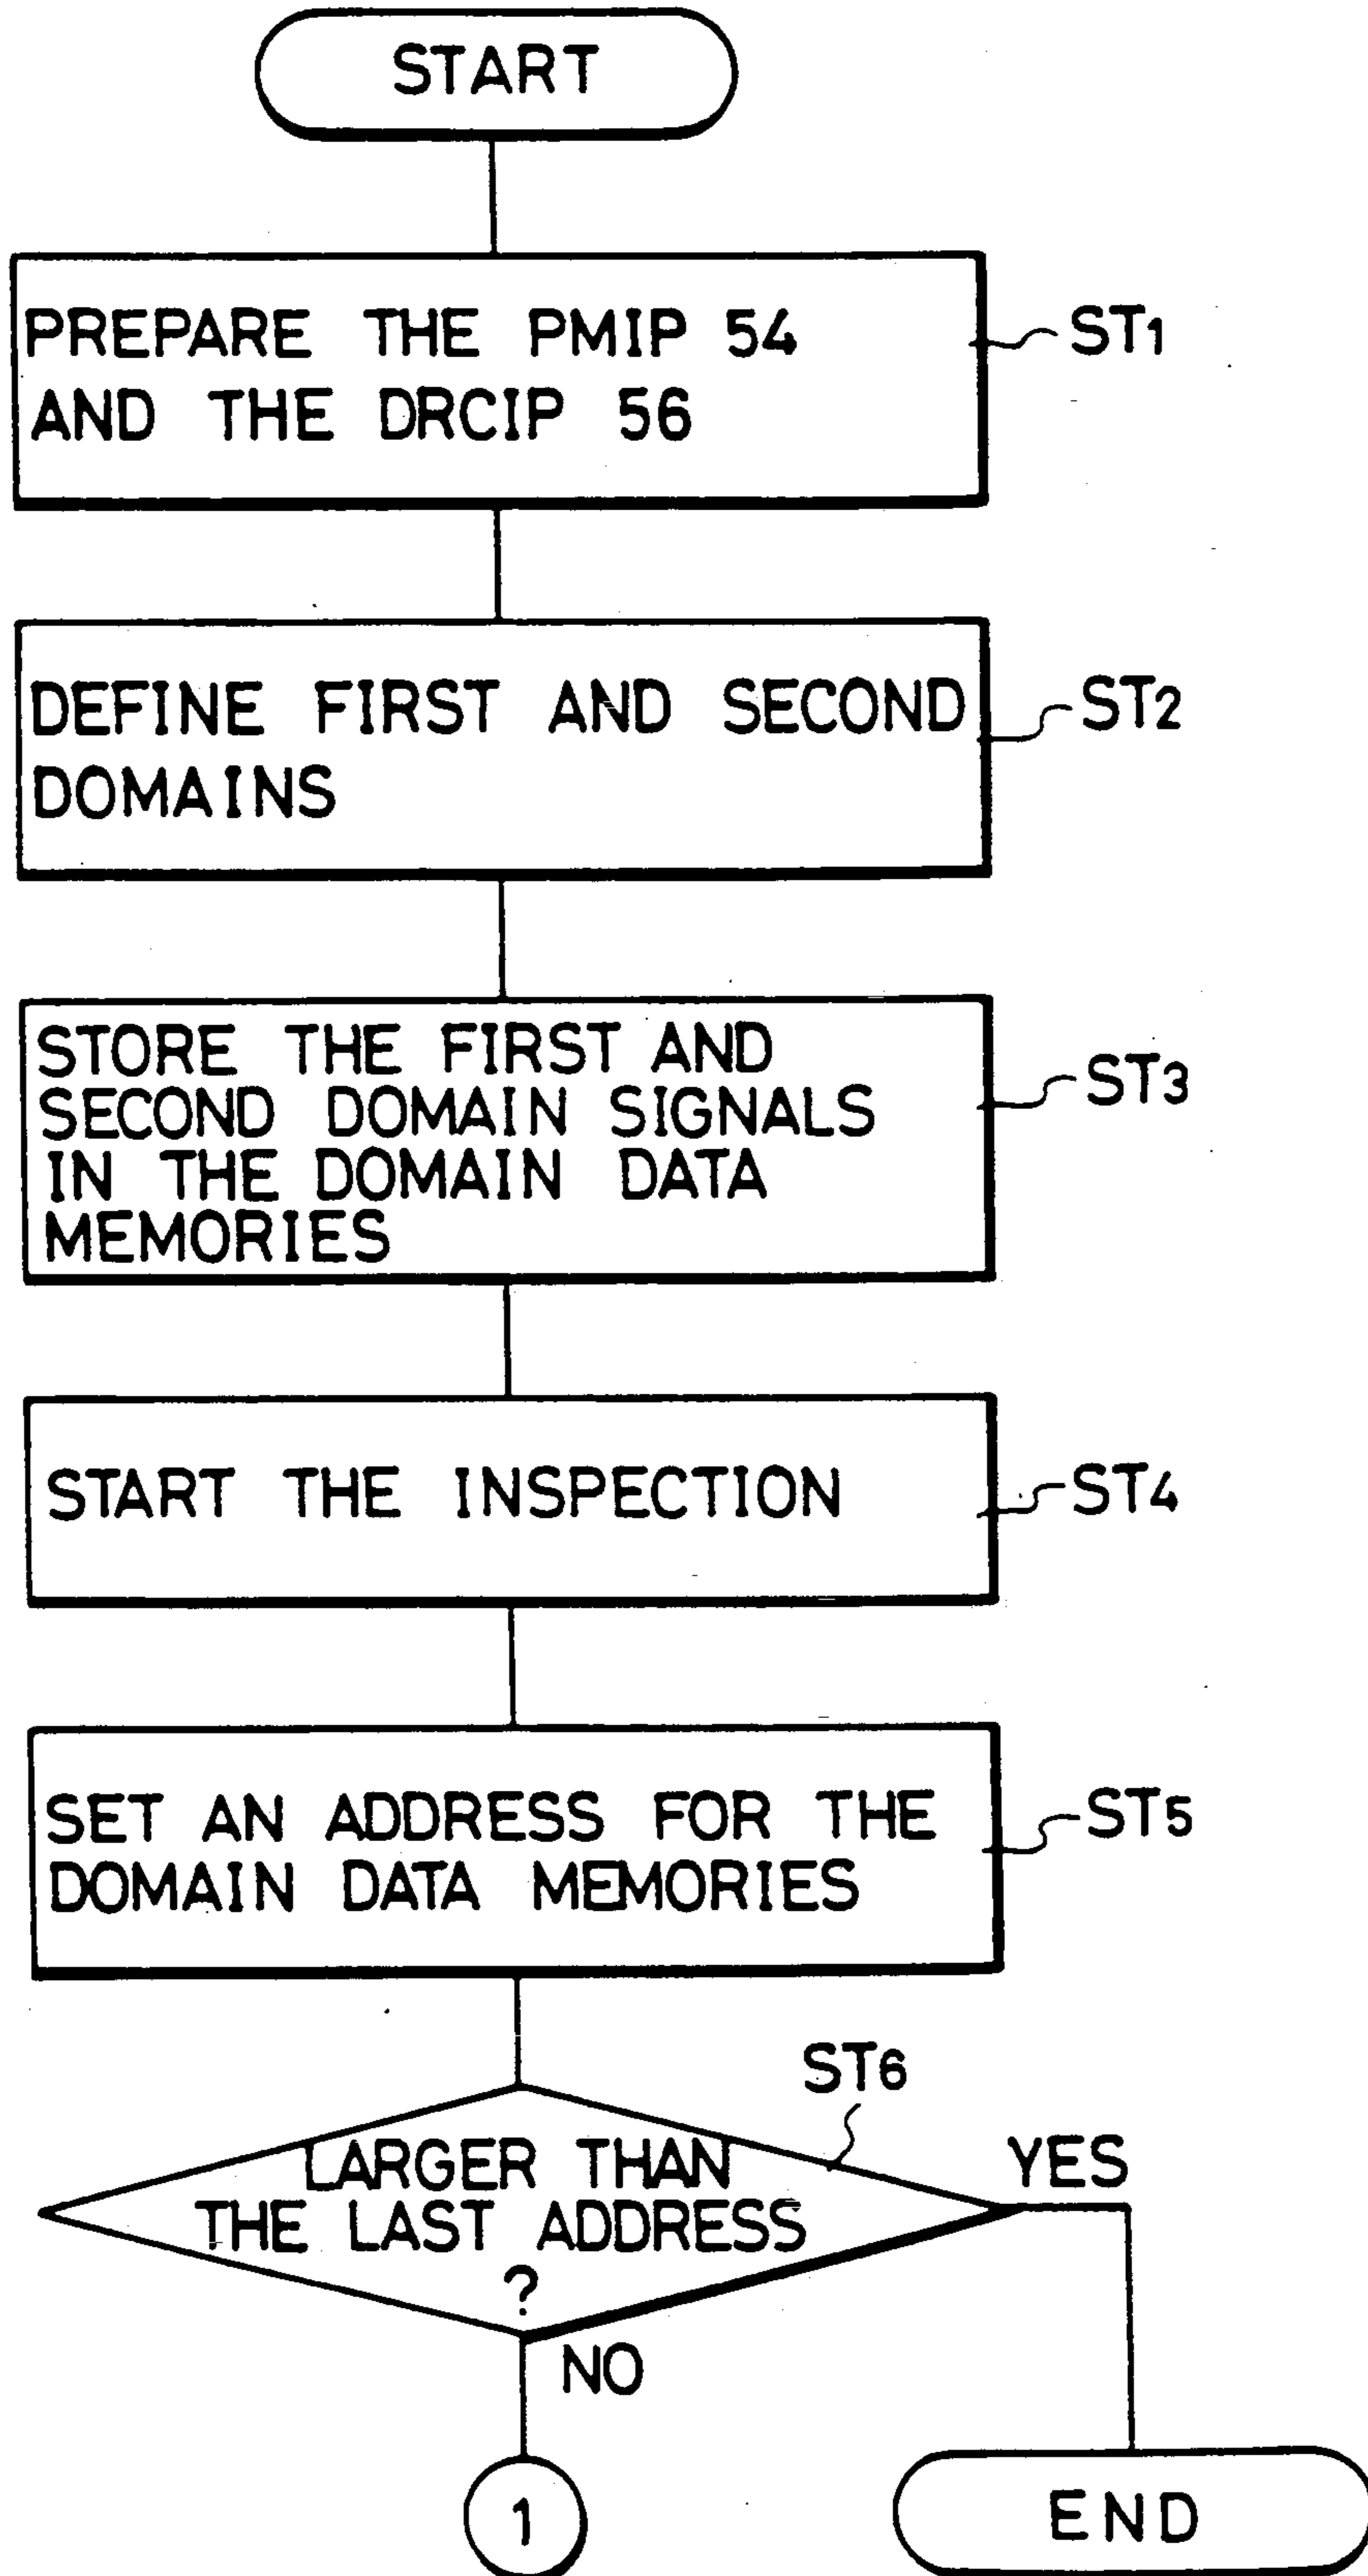 START
PREPARE THE PMIP 54
AND THE DRCIP 56
ST1
DEFINE FIRST AND SECOND
DOMAINS
ST2
STORE THE FIRST AND
SECOND DOMAIN SIGNALS
IN THE DOMAIN DATA
MEMORIES
ST3
START THE INSPECTION
ST4
SET AN ADDRESS FOR THE
DOMAIN DATA MEMORIES
ST5
ST6
LARGER THAN
THE LAST ADDRESS
?
YES
NO
1
END